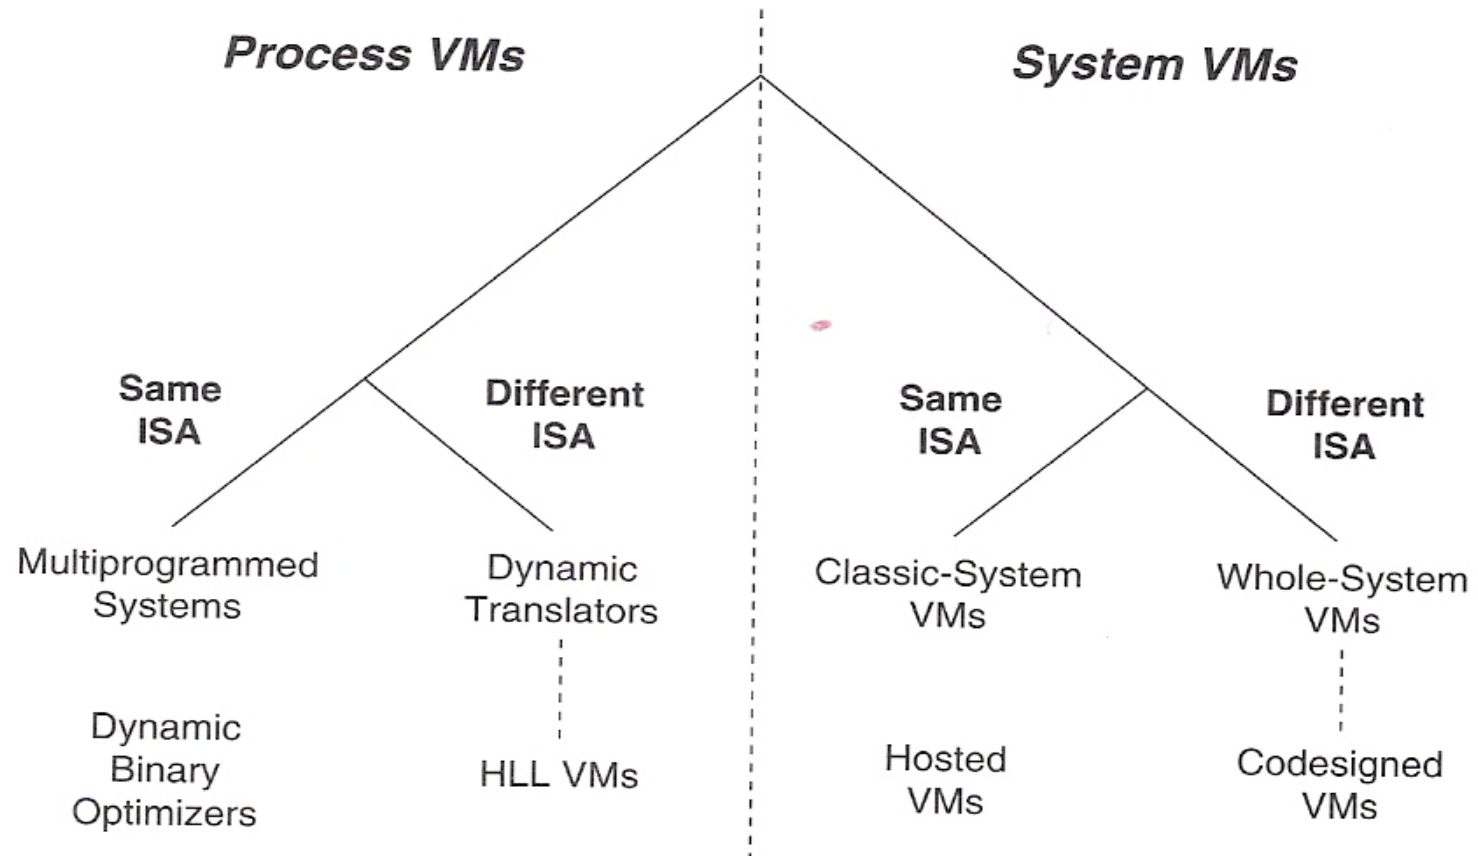 Process VMs
System VMs
Same
ISA
Different
ISA
Same
ISA
Different
ISA
Multiprogrammed
Systems
Dynamic
Translators
Classic-System
VMs
Whole-System
VMs
Dynamic
Binary
Optimizers
HLL VMs
Hosted
VMs
Codesigned
VMs